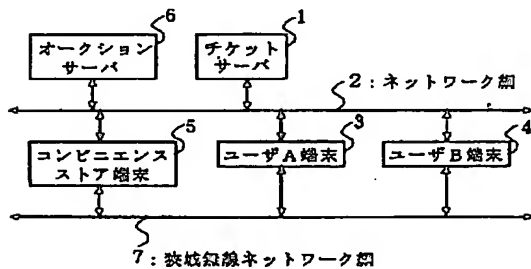 6
1
オークション
サーバ
チケット
サーバ
2:ネットワーク網
5
3
4
コンビニエンス
ストア端末
ユーザA端末
ユーザB端末
7:狭域無線ネットワーク網